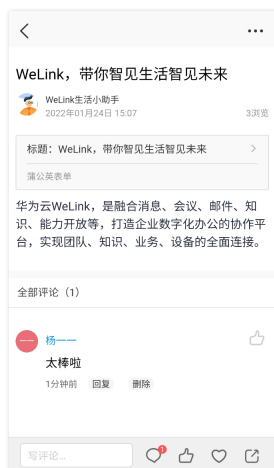 WeLink，带你智见生活智见未来
WeLink生活小助手
2022年01月24日 15:07
3浏览
标题：WeLink，带你智见生活智见未来
蒲公英表单
华为云WeLink，是融合消息、会议、邮件、知
识、能力开放等，打造企业数字化办公的协作平
台，实现团队、知识、业务、设备的全面连接。
全部评论（1）
一一
杨一一
太棒啦
1分钟前
回复
删除
写评论...
1